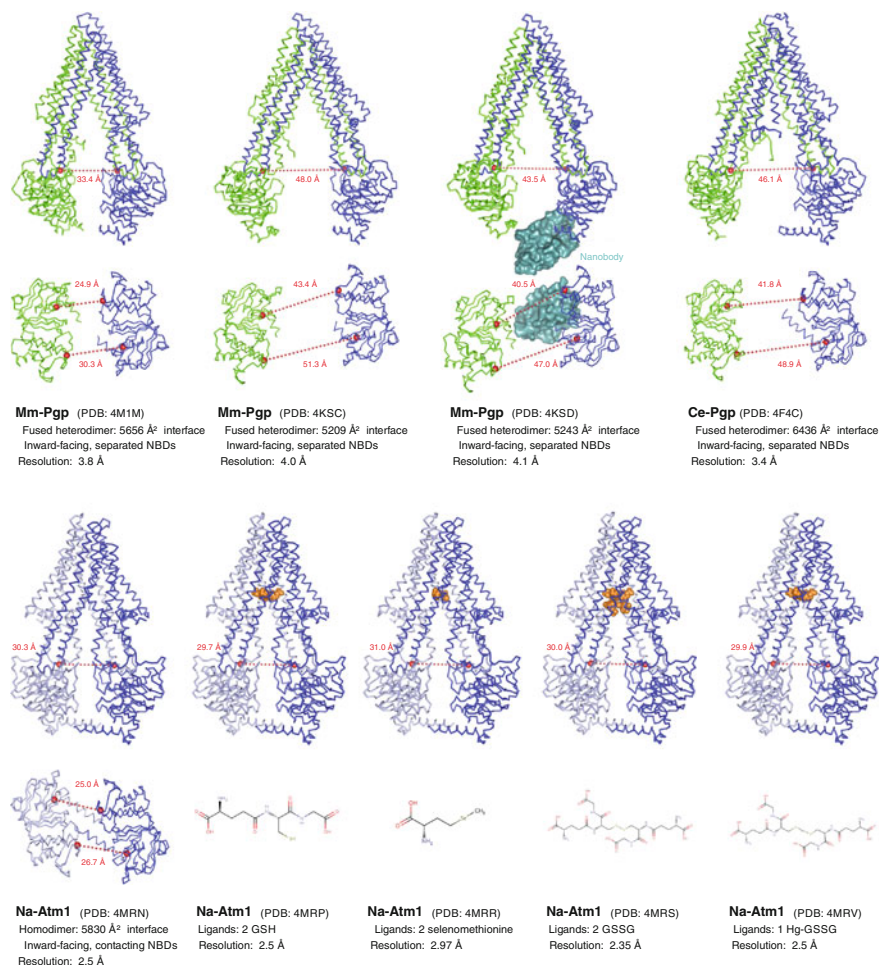 33.4 Å
48.0 Å
43.5 Å
46.1 Å
Nanobody
24.9 Å
43.4 Å
40.5 Å
41.8 Å
30.3 Å
51.3 Å
47.0 Å
48.9 Å
Mm-Pgp (PDB: 4M1M)
Fused heterodimer: 5656 Å² interface
Inward-facing, separated NBDs
Resolution: 3.8 Å
Mm-Pgp (PDB: 4KSC)
Fused heterodimer: 5209 Å² interface
Inward-facing, separated NBDs
Resolution: 4.0 Å
Mm-Pgp (PDB: 4KSD)
Fused heterodimer: 5243 Å² interface
Inward-facing, separated NBDs
Resolution: 4.1 Å
Ce-Pgp (PDB: 4F4C)
Fused heterodimer: 6436 Å² interface
Inward-facing, separated NBDs
Resolution: 3.4 Å
30.3 Å
29.7 Å
31.0 Å
30.0 Å
29.9 Å
25.0 Å
26.7 Å
OH
CH₃
Na-Atm1 (PDB: 4MRN)
Homodimer: 5830 Å² interface
Inward-facing, contacting NBDs
Resolution: 2.5 Å
Na-Atm1 (PDB: 4MRP)
Ligands: 2 GSH
Resolution: 2.5 Å
Na-Atm1 (PDB: 4MRR)
Ligands: 2 selenomethionine
Resolution: 2.97 Å
Na-Atm1 (PDB: 4MRS)
Ligands: 2 GSSG
Resolution: 2.35 Å
Na-Atm1 (PDB: 4MRV)
Ligands: 1 Hg-GSSG
Resolution: 2.5 Å